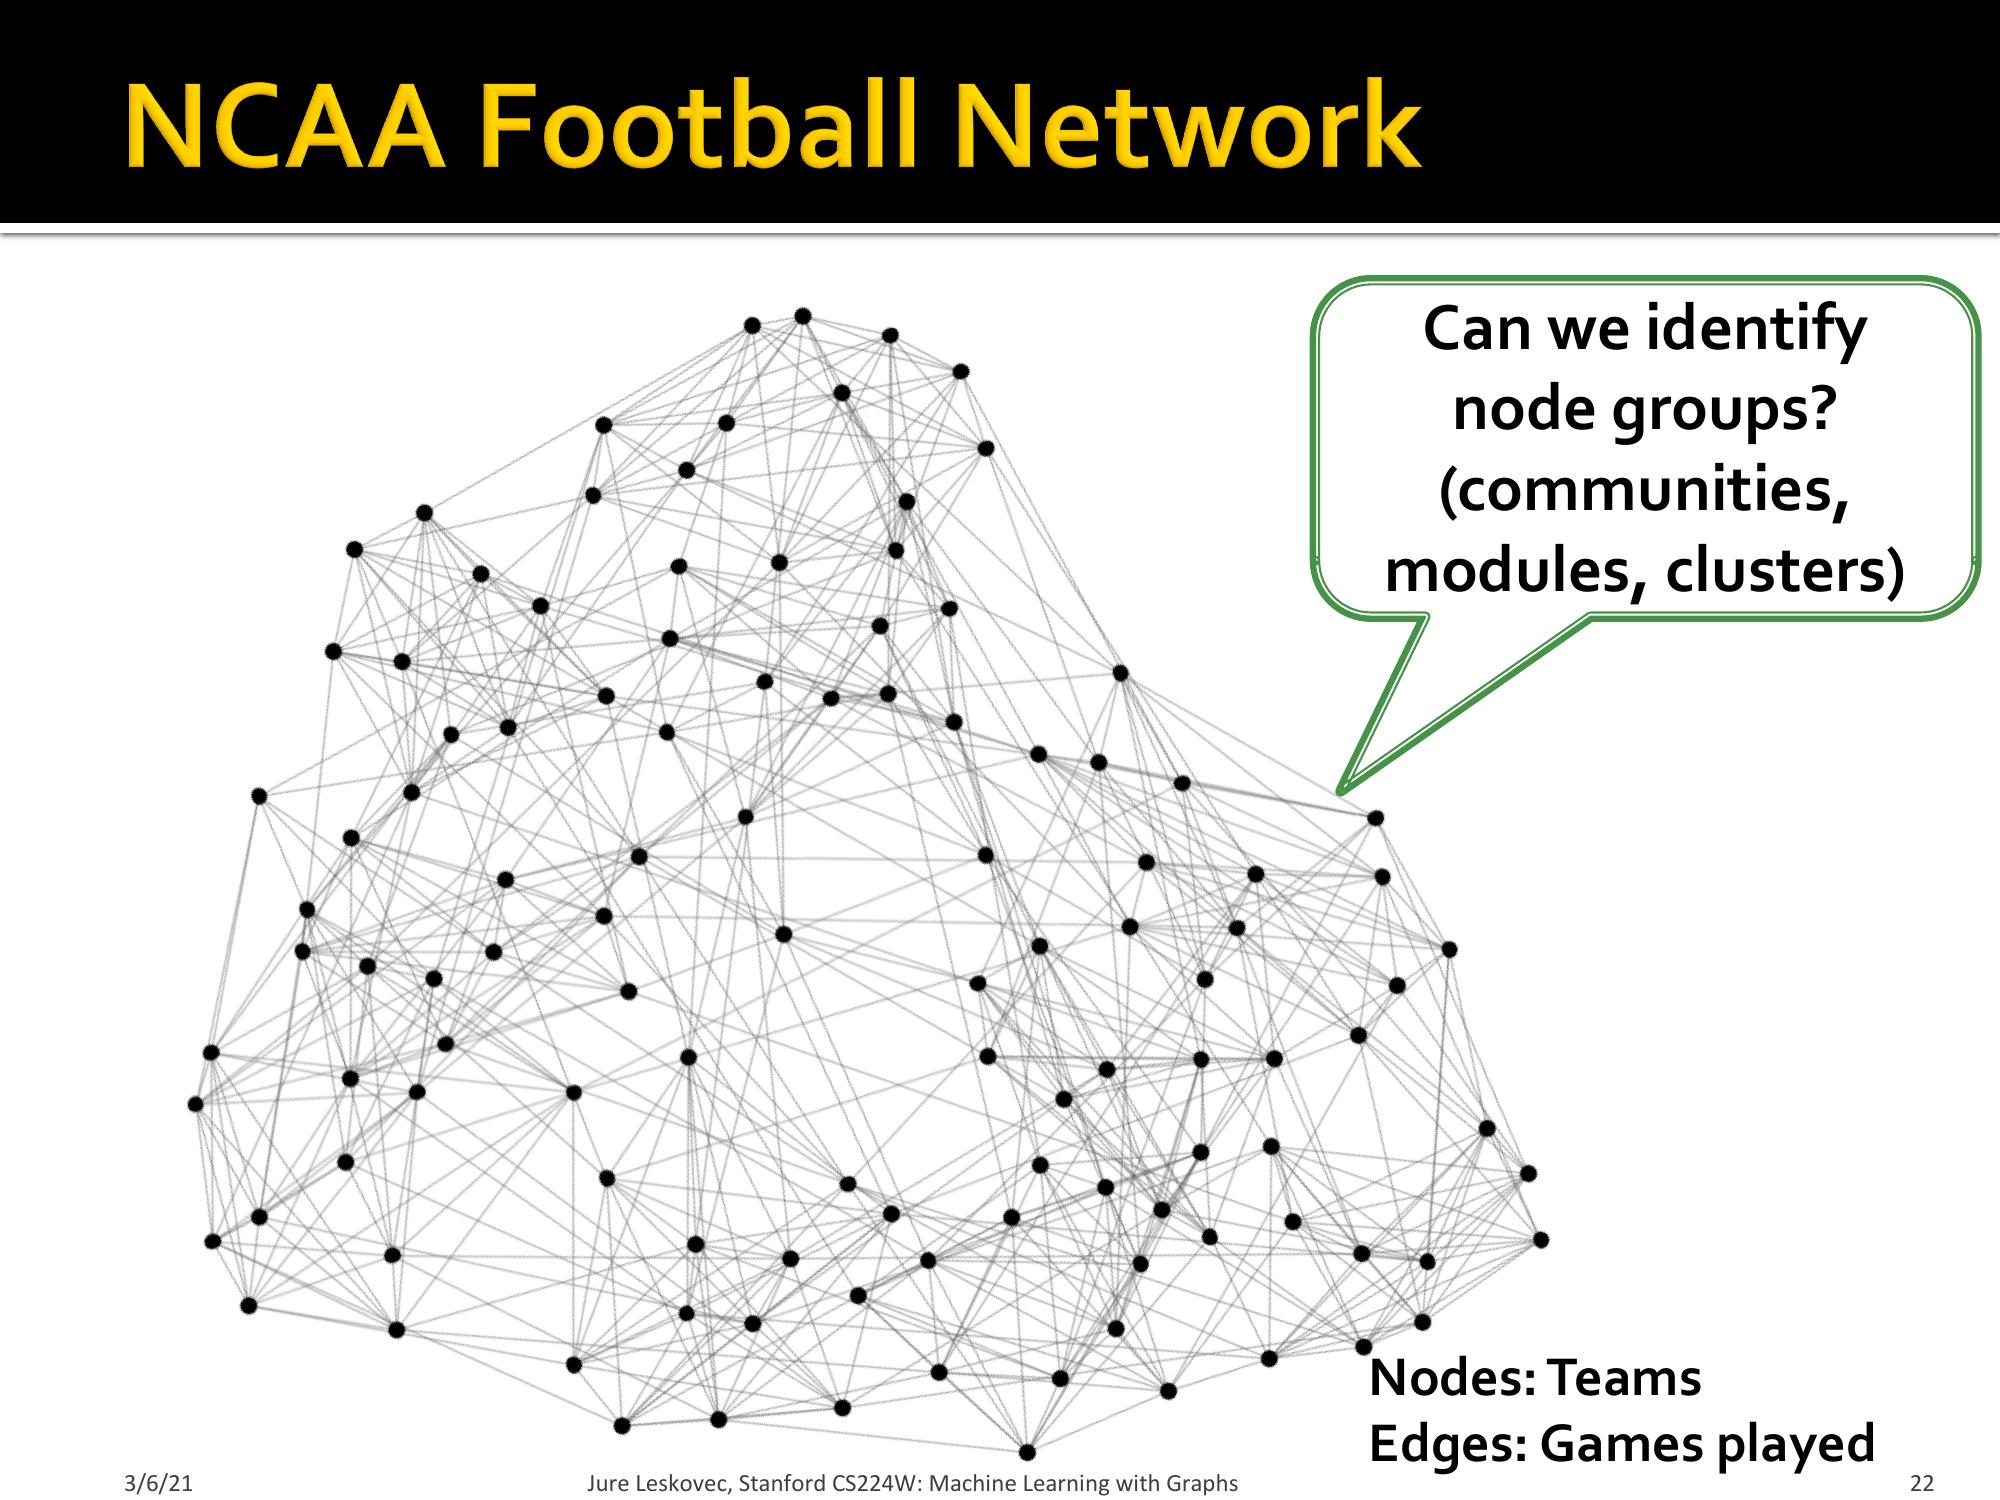 NCAA Football Network
Can we identify
node groups?
(communities,
modules, clusters)
Nodes: Teams
Edges: Games played
3/6/21
Jure Leskovec, Stanford CS224W: Machine Learning with Graphs
22